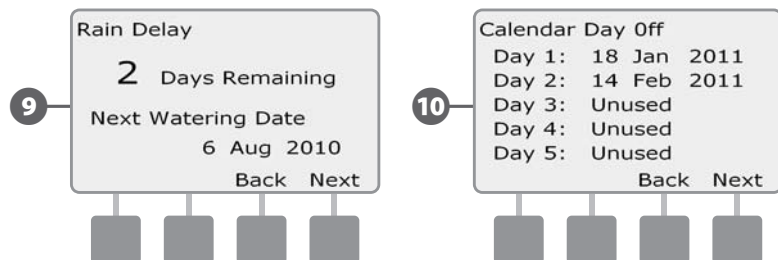 9
Rain Delay
2 Days Remaining
Next Watering Date
6 Aug 2010
Back Next
10
Calendar Day 0ff
Day 1: 18 Jan 2011
Day 2: 14 Feb 2011
Day 3: Unused
Day 4: Unused
Day 5: Unused
Back Next